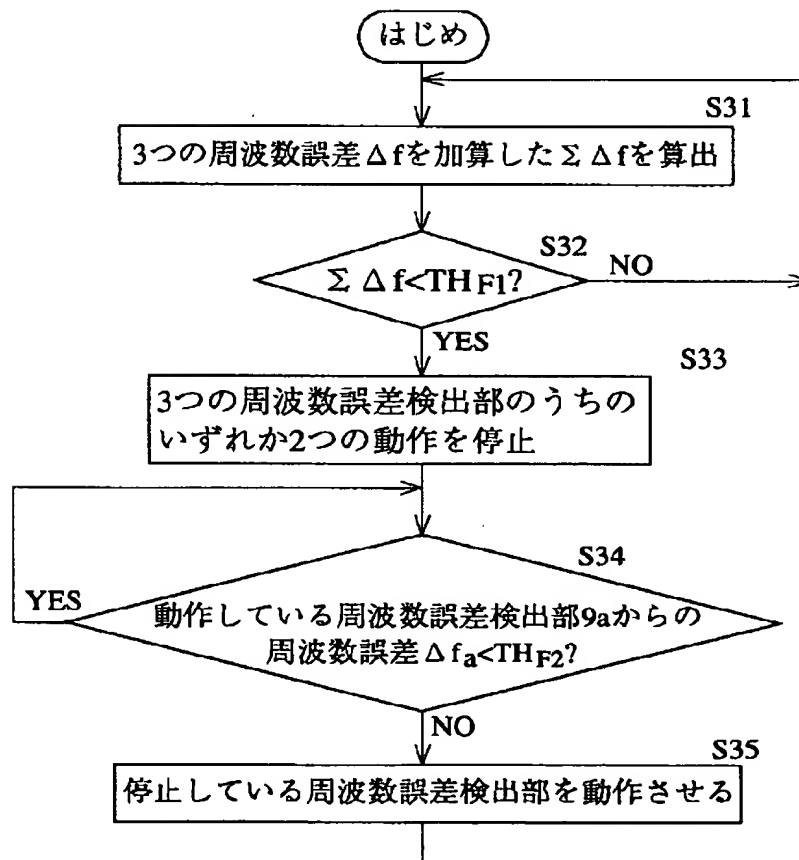 はじめ
S31
3つの周波数誤差Δfを加算したΣΔfを算出
S32
ΣΔf<THF1?
NO
YES
S33
3つの周波数誤差検出部のうちの
いずれか2つの動作を停止
S34
YES
動作している周波数誤差検出部9aからの
周波数誤差Δfa<THF2?
NO
S35
停止している周波数誤差検出部を動作させる